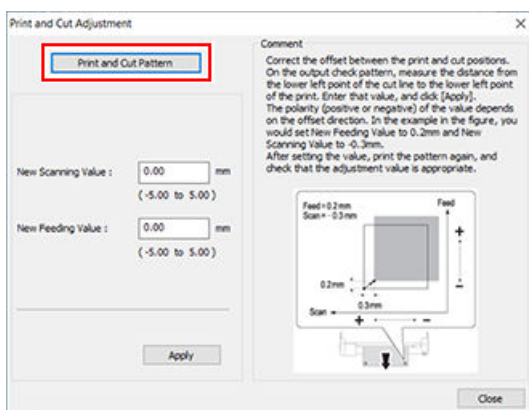 Print and Cut Adjustment
Print and Cut Pattern
New Scanning Value :
0.00
mm
(-5.00 to 5.00)
New Feeding Value :
0.00
mm
(-5.00 to 5.00)
Apply
Comment
Correct the offset between the print and cut positions.
On the output check pattern, measure the distance from
the lower left point of the cut line to the lower left point
of the print. Enter that value, and click [Apply].
The polarity (positive or negative) of the value depends
on the offset direction. In the example in the figure, you
would set New Feeding Value to 0.2mm and New
Scanning Value to -0.3mm.
After setting the value, print the pattern again, and
check that the adjustment value is appropriate.
Feed=0.2mm
Scan= -0.3mm
Feed
+
-
0.2mm
0.3mm
Scan
+
-
Close